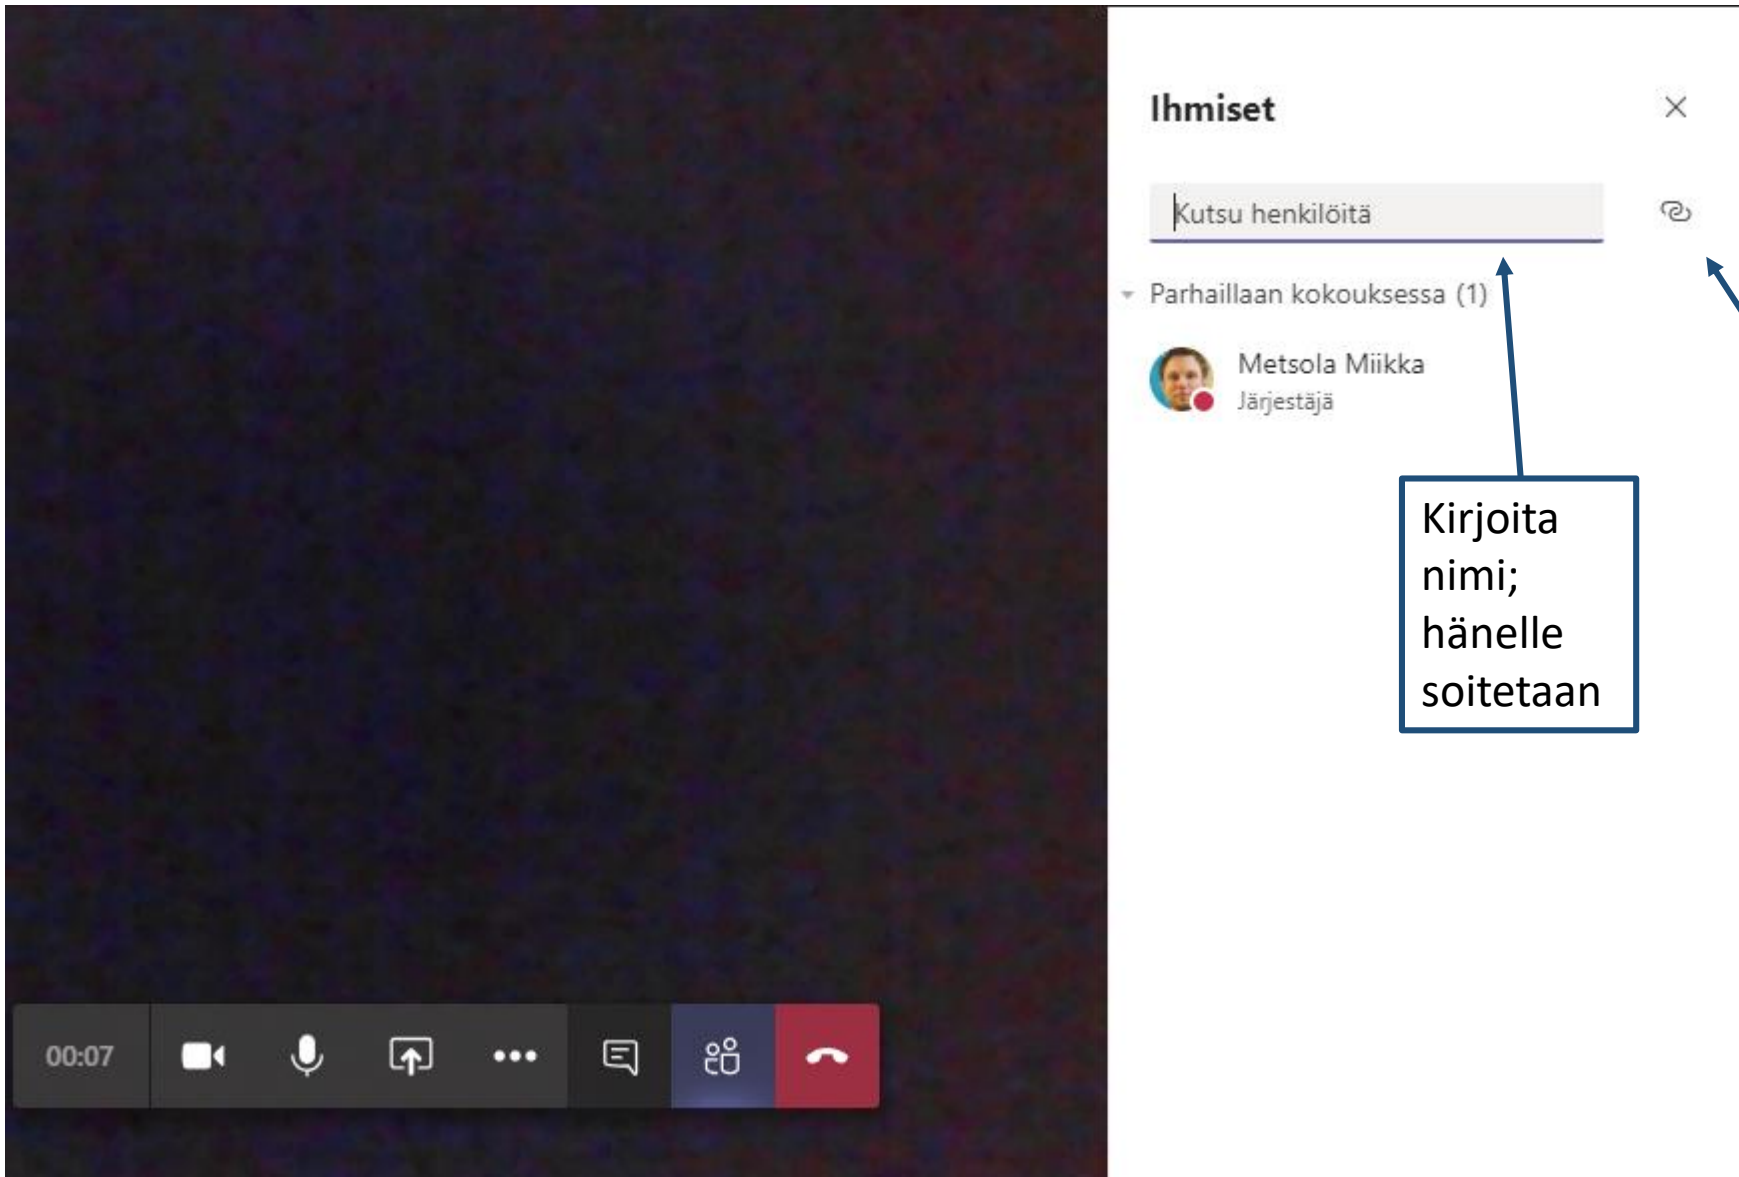 Ihmiset
Kutsu henkilöitä
Parhaillaan kokouksessa (1)
Metsola Miikka
Järjestäjä
Kirjoita
nimi;
hänelle
soitetaan
00:07